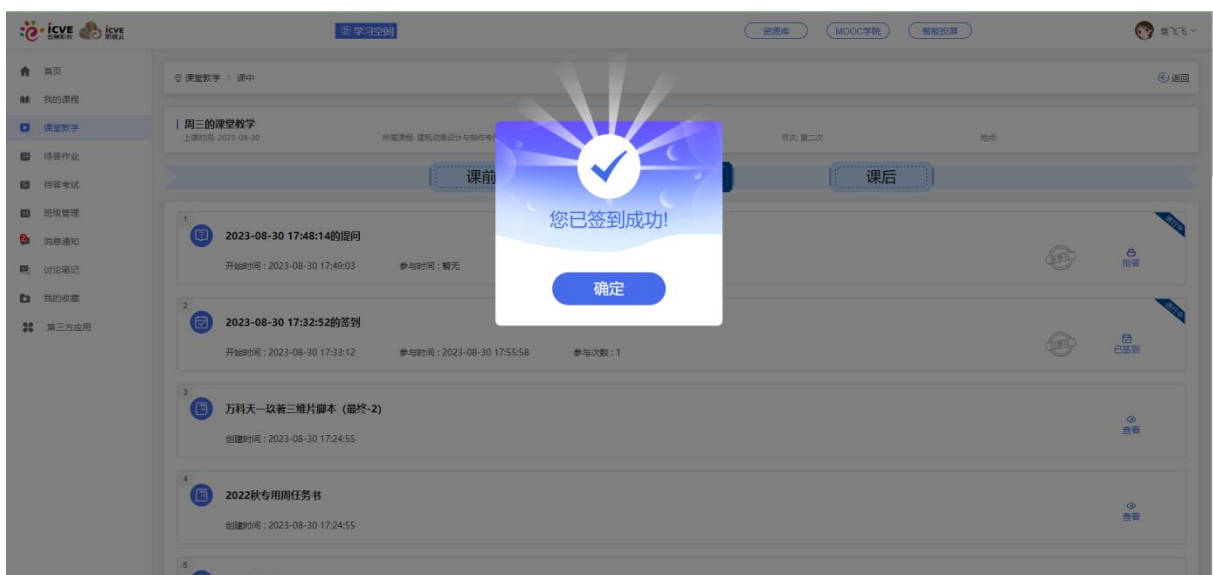 icve 智慧职教 icve 职教云
学习空间
资源库 MOOC学院 智能投屏
首页
我的课程
课堂教学
待答作业
待答考试
班级管理
消息通知
讨论笔记
我的收藏
第三方应用
课堂教学 > 课中
返回
周三的课堂教学
上课时间: 2023-08-30
节次: 第二次
地点:
课前
课后
您已签到成功!
确定
1
2023-08-30 17:48:14的提问
开始时间：2023-08-30 17:49:03 参与时间：暂无
抢答
2
2023-08-30 17:32:52的签到
开始时间：2023-08-30 17:33:12 参与时间：2023-08-30 17:55:58 参与次数：1
已签到
3
万科天一玖著三维片脚本（最终-2）
创建时间：2023-08-30 17:24:55
查看
4
2022秋专用周任务书
创建时间：2023-08-30 17:24:55
查看
5